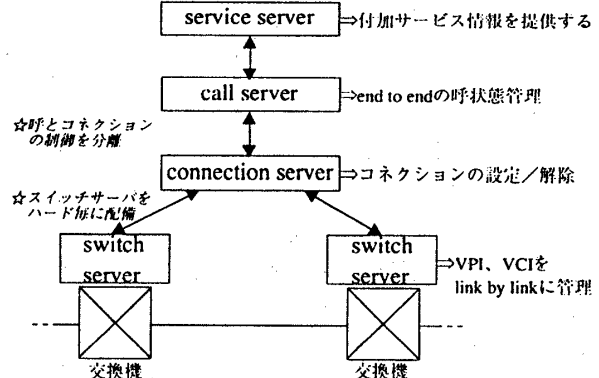 service server ⇒付加サービス情報を提供する
call server ⇒end to endの呼状態管理
☆呼とコネクション
の制御を分離
connection server ⇒コネクションの設定／解除
☆スイッチサーバを
ハード毎に配備
switch
server
switch
server
⇒VPI、VCIを
link by linkに管理
交換機
交換機